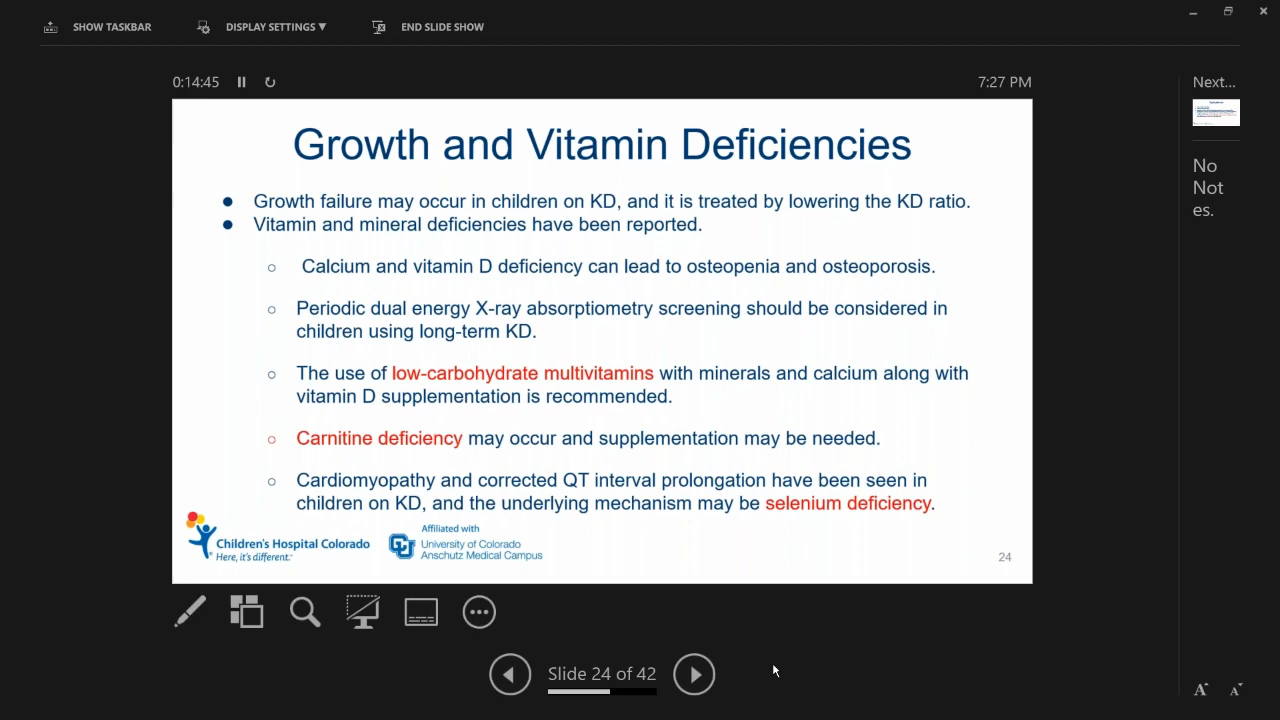 SHOW TASKBAR
DISPLAY SETTINGS ▼
END SLIDE SHOW
0:14:45
7:27 PM
Next...
Growth and Vitamin Deficiencies
● Growth failure may occur in children on KD, and it is treated by lowering the KD ratio.
● Vitamin and mineral deficiencies have been reported.
○ Calcium and vitamin D deficiency can lead to osteopenia and osteoporosis.
○ Periodic dual energy X-ray absorptiometry screening should be considered in
children using long-term KD.
○ The use of low-carbohydrate multivitamins with minerals and calcium along with
vitamin D supplementation is recommended.
○ Carnitine deficiency may occur and supplementation may be needed.
○ Cardiomyopathy and corrected QT interval prolongation have been seen in
children on KD, and the underlying mechanism may be selenium deficiency.
Children's Hospital Colorado
Here, it's different.
Affiliated with
University of Colorado
Anschutz Medical Campus
24
No
Not
es.
Slide 24 of 42
A A